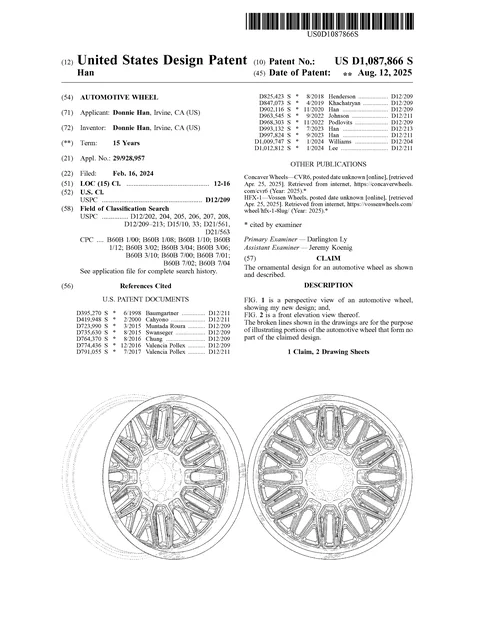 US01087866S
(12) United States Design Patent
Han
(10) Patent No.: US D1,087,866 S
(45) Date of Patent: ** Aug. 12, 2025
(54) AUTOMOTIVE WHEEL
(71) Applicant: Donnie Han, Irvine, CA (US)
(72) Inventor: Donnie Han, Irvine, CA (US)
(**) Term: 15 Years
(21) Appl. No.: 29/928,957
(22) Filed: Feb. 16, 2024
(51) LOC (15) Cl. .............................. 12-16
(52) U.S. Cl.
USPC ........................................ D12/209
(58) Field of Classification Search
USPC ............ D12/202, 204, 205, 206, 207, 208,
D12/209–213; D15/10, 33; D21/561,
D21/563
CPC .... B60B 1/00; B60B 1/08; B60B 1/10; B60B
1/12; B60B 3/02; B60B 3/04; B60B 3/06;
B60B 3/10; B60B 7/00; B60B 7/01;
B60B 7/02; B60B 7/04
See application file for complete search history.
(56) References Cited
U.S. PATENT DOCUMENTS
D395,270 S * 6/1998 Baumgartner ........ D12/211
D419,948 S * 2/2000 Cahyono ............... D12/211
D723,990 S * 3/2015 Muntada Roura .... D12/209
D735,630 S * 8/2015 Swanseger ............ D12/209
D764,370 S * 8/2016 Chung ................... D12/209
D774,436 S * 12/2016 Valencia Pollex ..... D12/209
D791,055 S * 7/2017 Valencia Pollex ..... D12/211
D825,423 S * 8/2018 Henderson ............ D12/209
D847,073 S * 4/2019 Khachatryan ......... D12/209
D902,116 S * 11/2020 Han ....................... D12/209
D963,545 S * 9/2022 Johnson ................ D12/211
D968,303 S * 11/2022 Podlovits .............. D12/209
D993,132 S * 7/2023 Han ....................... D12/213
D997,824 S * 9/2023 Han ....................... D12/211
D1,009,747 S * 1/2024 Williams ............... D12/204
D1,012,812 S * 1/2024 Lee ........................ D12/211
OTHER PUBLICATIONS
Concaver Wheels—CVR6, posted date unknown [online], [retrieved
Apr. 25, 2025]. Retrieved from internet, https://concaverwheels.
com/cvr6 (Year: 2025).*
HFX-1—Vossen Wheels, posted date unknown [online], [retrieved
Apr. 25, 2025]. Retrieved from internet, https://vossenwheels.com/
wheel/hfx-1-8lug/ (Year: 2025).*
* cited by examiner
Primary Examiner — Darlington Ly
Assistant Examiner — Jeremy Koenig
(57) CLAIM
The ornamental design for an automotive wheel as shown
and described.
DESCRIPTION
FIG. 1 is a perspective view of an automotive wheel,
showing my new design; and,
FIG. 2 is a front elevation view thereof.
The broken lines shown in the drawings are for the purpose
of illustrating portions of the automotive wheel that form no
part of the claimed design.
1 Claim, 2 Drawing Sheets